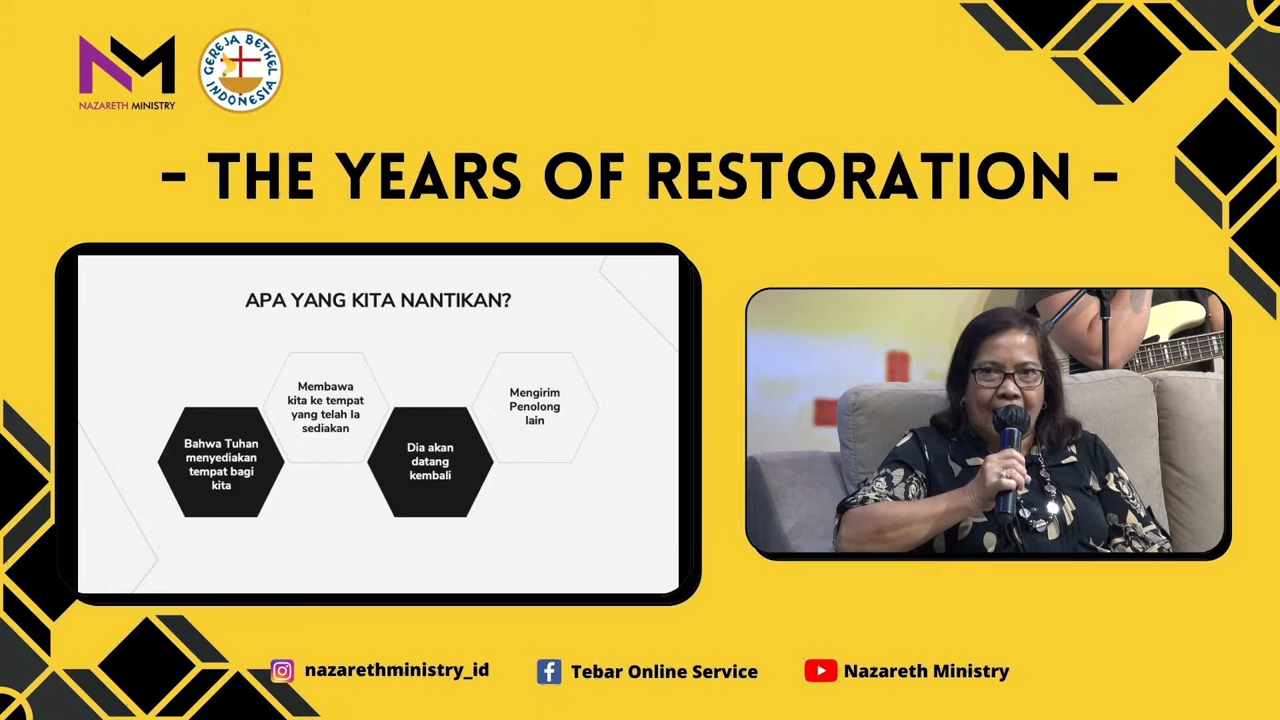 NM
NAZARETH MINISTRY
GEREJA BETHEL
INDONESIA
- THE YEARS OF RESTORATION -
APA YANG KITA NANTIKAN?
Bahwa Tuhan
menyediakan
tempat bagi
kita
Membawa
kita ke tempat
yang telah Ia
sediakan
Dia akan
datang
kembali
Mengirim
Penolong
lain
nazarethministry_id
Tebar Online Service
Nazareth Ministry